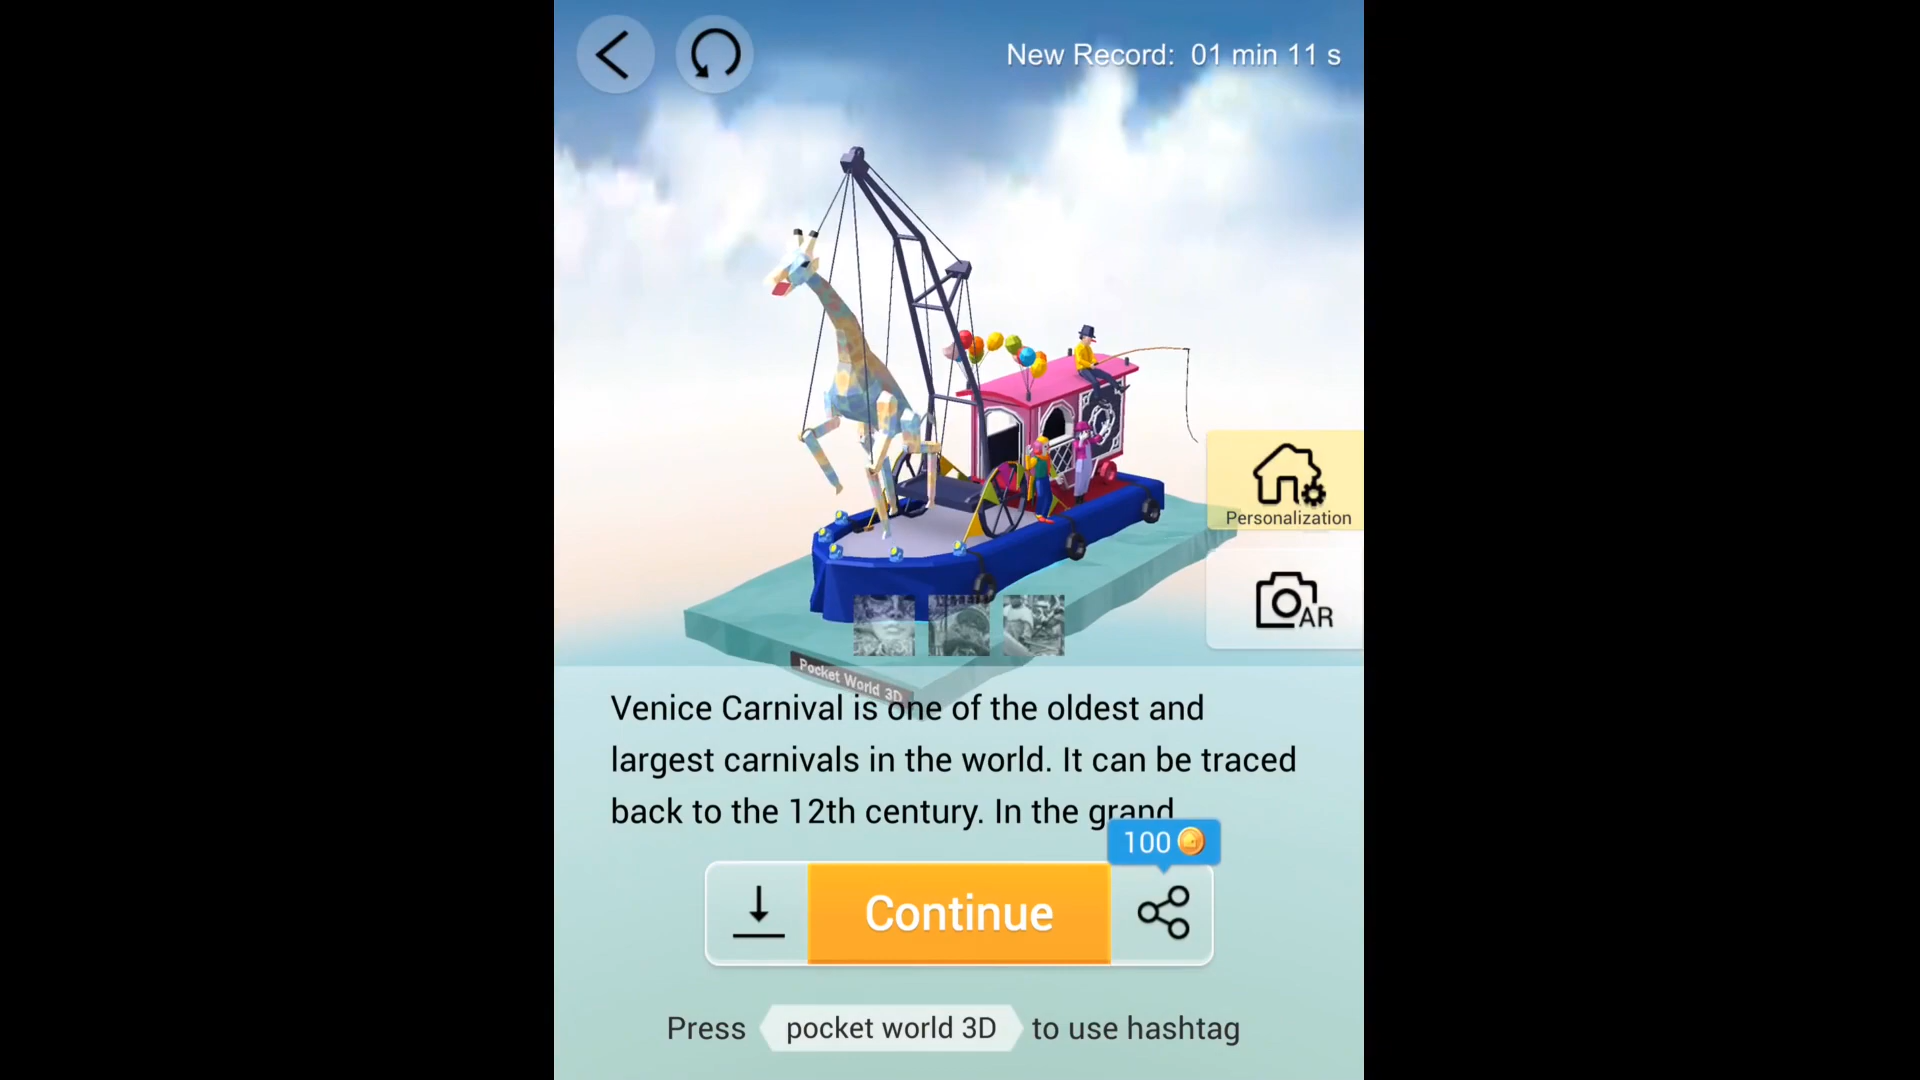 New Record: 01 min 11 s
Personalization
AR
Pocket World 3D
Venice Carnival is one of the oldest and
largest carnivals in the world. It can be traced
back to the 12th century. In the grand
100
Continue
Press pocket world 3D to use hashtag